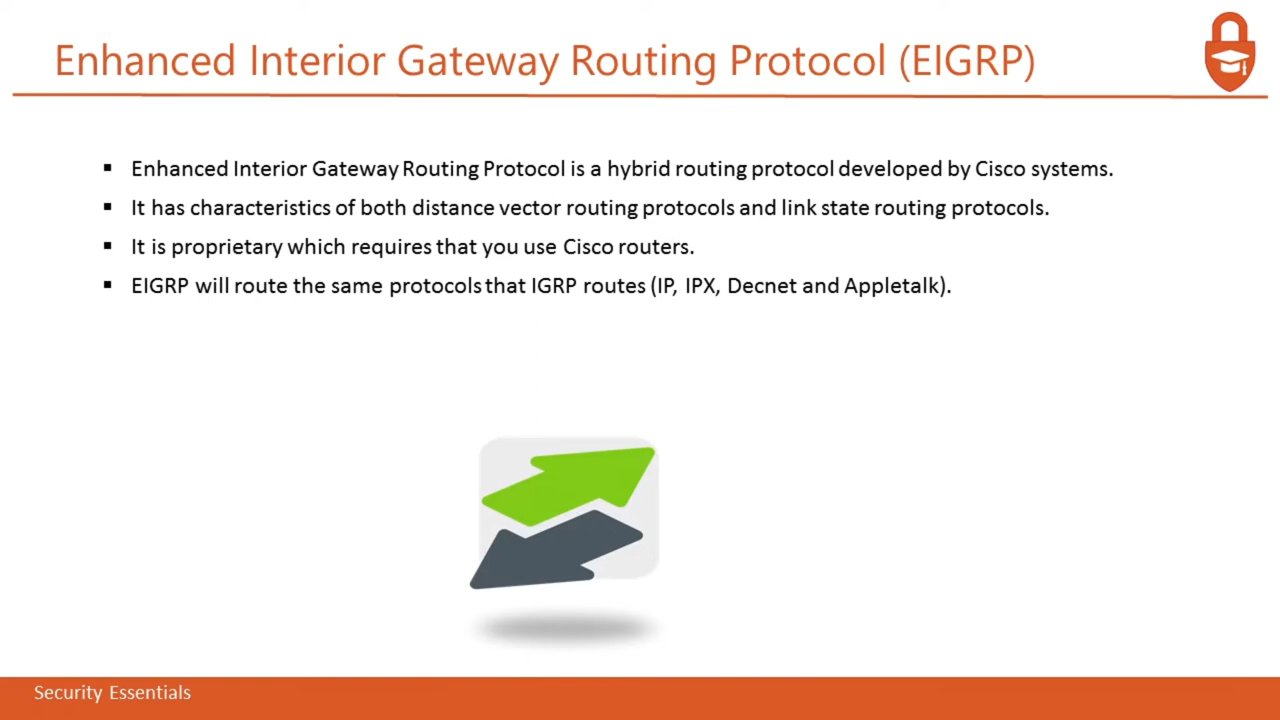 Enhanced Interior Gateway Routing Protocol (EIGRP)
▪ Enhanced Interior Gateway Routing Protocol is a hybrid routing protocol developed by Cisco systems.
▪ It has characteristics of both distance vector routing protocols and link state routing protocols.
▪ It is proprietary which requires that you use Cisco routers.
▪ EIGRP will route the same protocols that IGRP routes (IP, IPX, Decnet and Appletalk).
Security Essentials